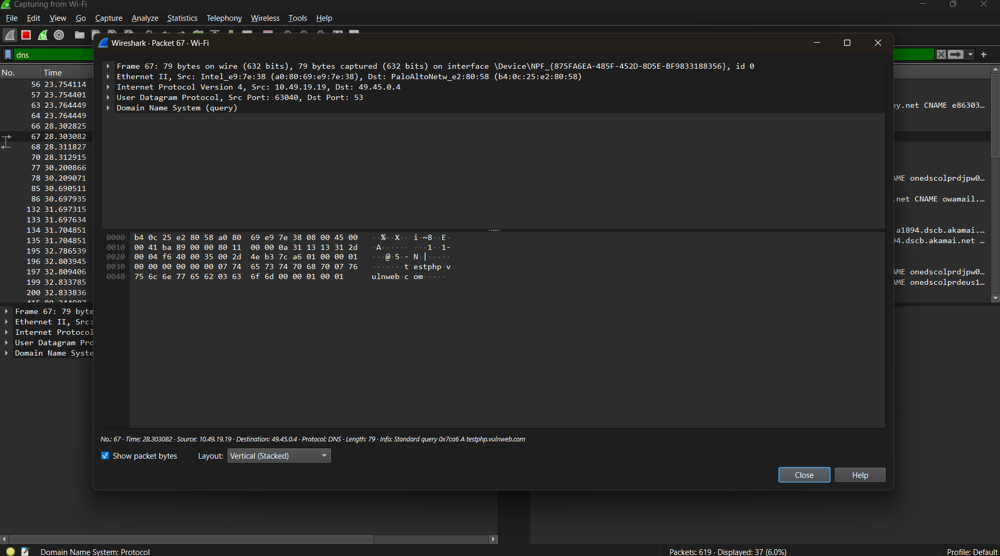 Capturing from Wi-Fi
File Edit View Go Capture Analyze Statistics Telephony Wireless Tools Help
Wireshark · Packet 67 · Wi-Fi
dns
No. Time
56 23.754114
57 23.754401
63 23.764449
ey.net CNAME e86303…
64 23.764449
66 28.302825
67 28.303082
68 28.311827
70 28.312915
77 30.200866
78 30.209071
AME onedscolprdjpw0…
85 30.690511
86 30.697935
.net CNAME owamail.…
132 31.697315
133 31.697634
134 31.704851
a1894.dscb.akamai.…
135 31.704851
94.dscb.akamai.net …
195 32.786539
196 32.803945
197 32.809406
AME onedscolprdjpw0…
199 32.833785
AME onedscolprdeus1…
200 32.833836
Frame 67: 79 bytes on wire (632 bits), 79 bytes captured (632 bits) on interface \Device\NPF_{875FA6EA-485F-452D-8D5E-BF9833188356}, id 0
Ethernet II, Src: Intel_e9:7e:38 (a0:80:69:e9:7e:38), Dst: PaloAltoNetw_e2:80:58 (b4:0c:25:e2:80:58)
Internet Protocol Version 4, Src: 10.49.19.19, Dst: 49.45.0.4
User Datagram Protocol, Src Port: 63040, Dst Port: 53
Domain Name System (query)
0000 b4 0c 25 e2 80 58 a0 80 69 e9 7e 38 08 00 45 00 ··%··X·· i·~8··E·
0010 00 41 ba 89 00 00 80 11 00 00 0a 31 13 13 31 2d ·A······ ···1··1-
0020 00 04 f6 40 00 35 00 2d 4e b3 7c a6 01 00 00 01 ···@·5·- N·|·····
0030 00 00 00 00 00 00 07 74 65 73 74 70 68 70 07 76 ·······t estphp·v
0040 75 6c 6e 77 65 62 03 63 6f 6d 00 00 01 00 01 ulnweb·c om·····
Frame 67: 79 byte
Ethernet II, Src:
Internet Protocol
User Datagram Pro
Domain Name Syste
No.: 67 · Time: 28.303082 · Source: 10.49.19.19 · Destination: 49.45.0.4 · Protocol: DNS · Length: 79 · Info: Standard query 0x7ca6 A testphp.vulnweb.com
Show packet bytes Layout: Vertical (Stacked)
Close Help
Domain Name System: Protocol
Packets: 619 · Displayed: 37 (6.0%)
Profile: Default